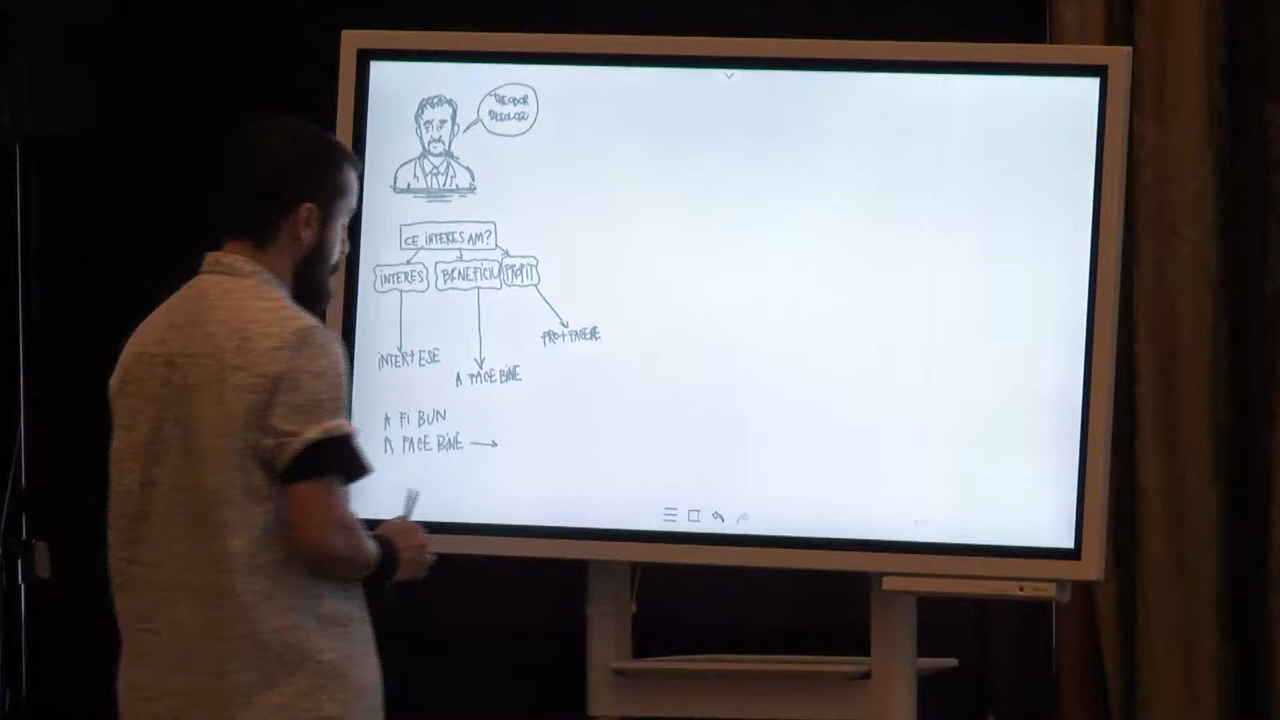 THEODOR
PALEOLOGU
CE INTERES AM?
INTERES BENEFICIU PROFIT
PRO+FACERE
INTER+ESE
A FACE BINE
A FI BUN
A FACE BINE →